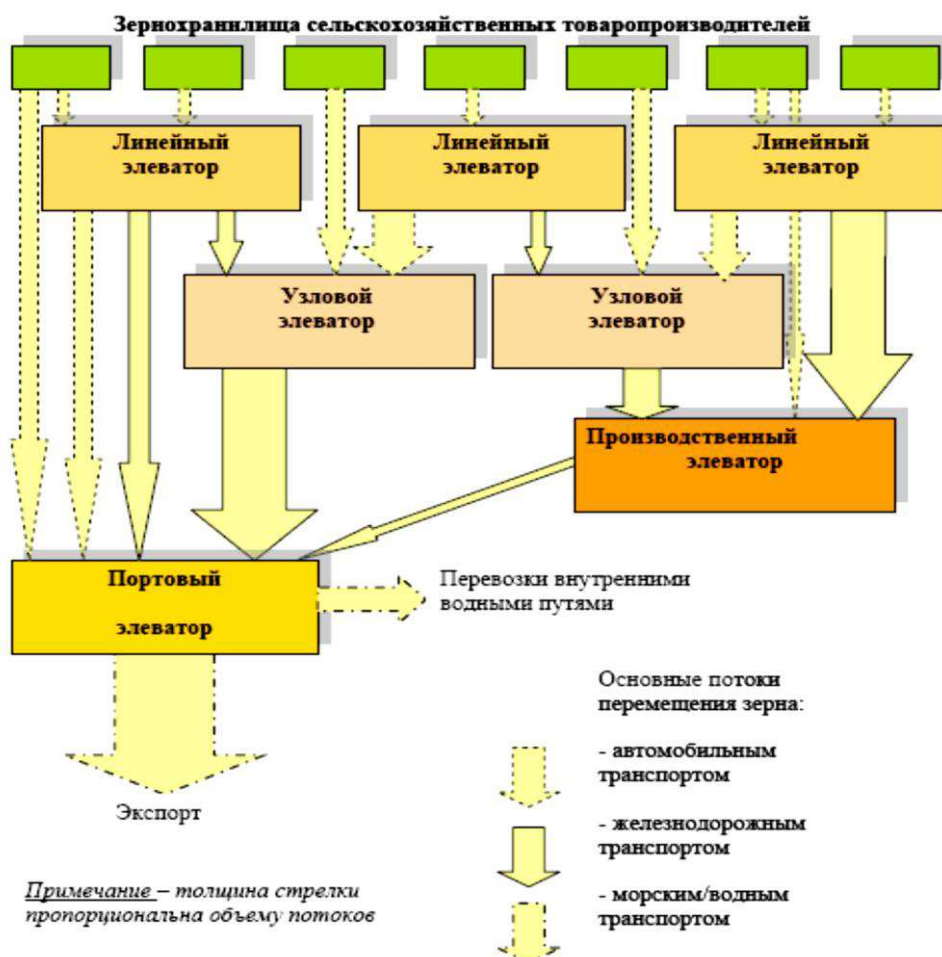 Зернохранилища сельскохозяйственных товаропроизводителей
Линейный
элеватор
Линейный
элеватор
Линейный
элеватор
Узловой
элеватор
Узловой
элеватор
Производственный
элеватор
Портовый
элеватор
Перевозки внутренними
водными путями
Экспорт
Основные потоки
перемещения зерна:
- автомобильным
транспортом
- железнодорожным
транспортом
- морским/водным
транспортом
Примечание – толщина стрелки
пропорциональна объему потоков